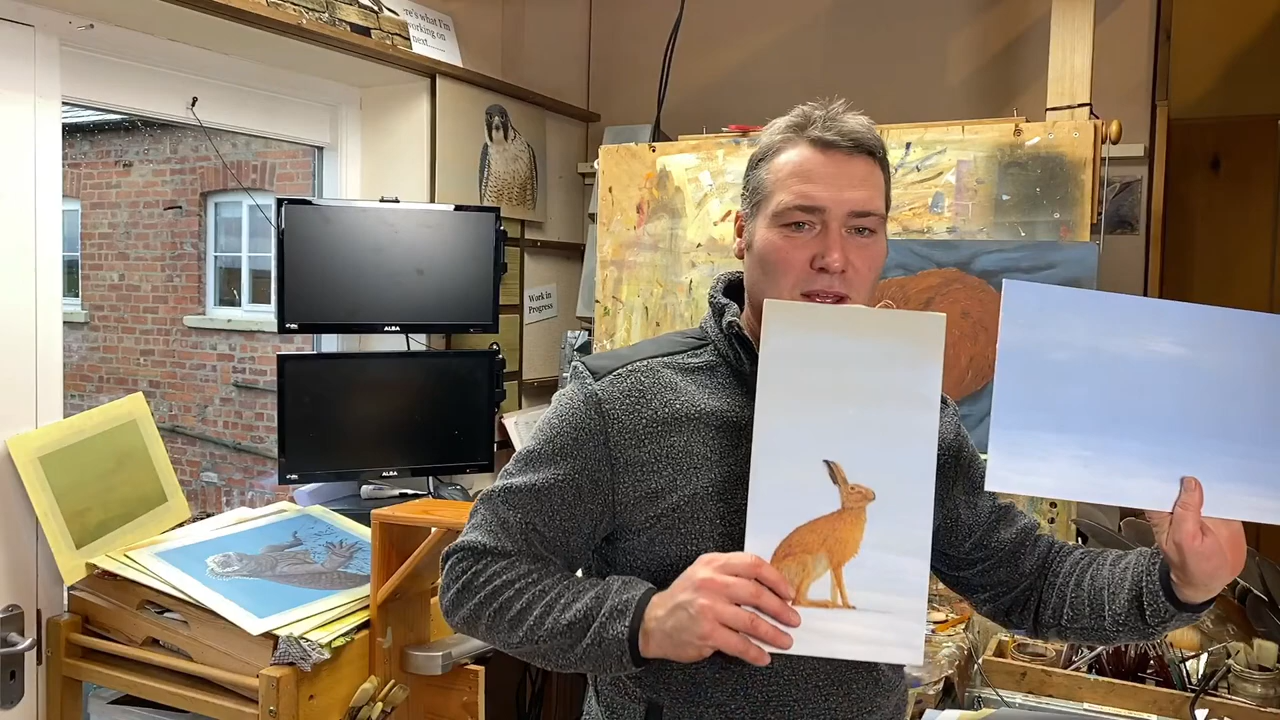 re's what I'm
working on
next........
Work in
Progress
ALBA
ALBA